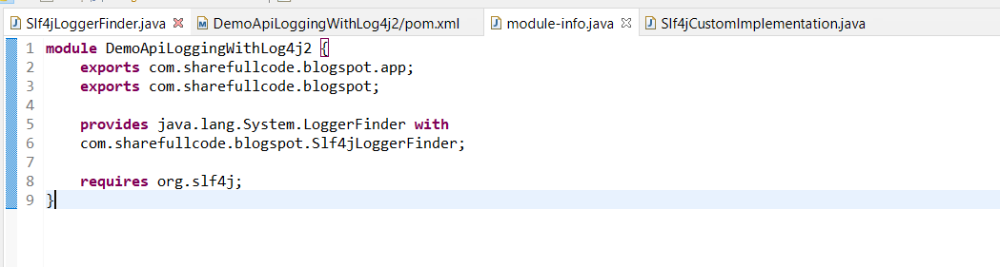 Slf4jLoggerFinder.java DemoApiLoggingWithLog4j2/pom.xml module-info.java Slf4jCustomImplementation.java
1 module DemoApiLoggingWithLog4j2 {
2 exports com.sharefullcode.blogspot.app;
3 exports com.sharefullcode.blogspot;
4
5 provides java.lang.System.LoggerFinder with
6 com.sharefullcode.blogspot.Slf4jLoggerFinder;
7
8 requires org.slf4j;
9 }